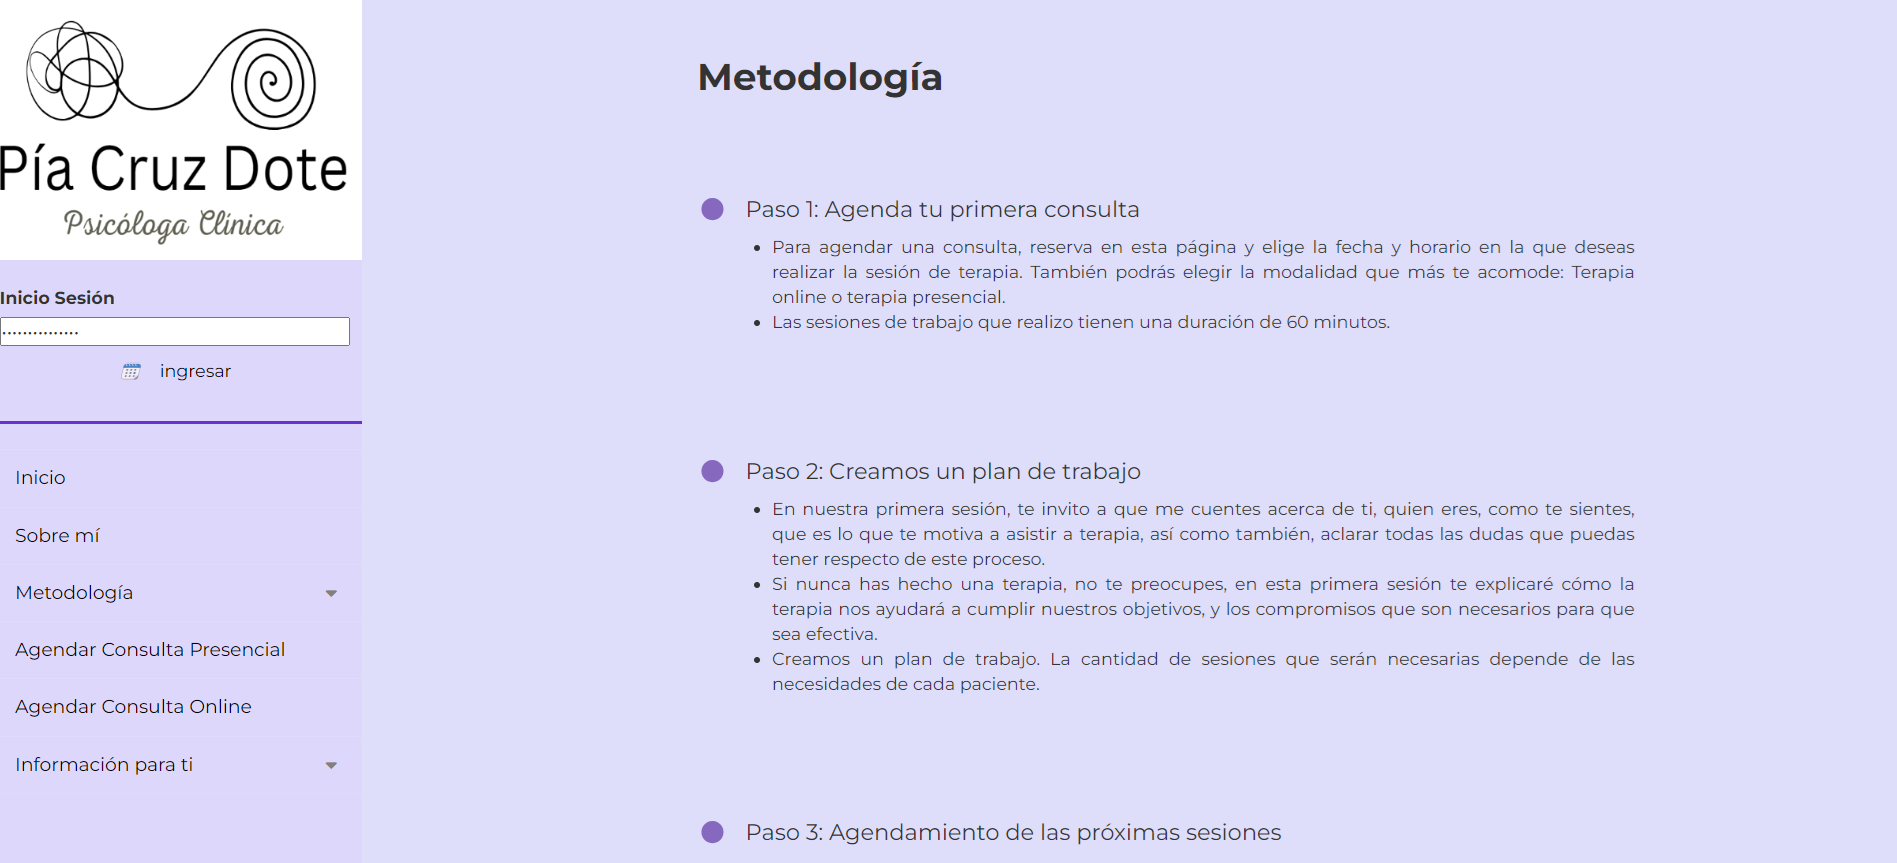 Pía Cruz Dote
Psicóloga Clínica
Inicio Sesión
...............
ingresar
Inicio
Sobre mí
Metodología
Agendar Consulta Presencial
Agendar Consulta Online
Información para ti
Metodología
Paso 1: Agenda tu primera consulta
Para agendar una consulta, reserva en esta página y elige la fecha y horario en la que deseas
realizar la sesión de terapia. También podrás elegir la modalidad que más te acomode: Terapia
online o terapia presencial.
Las sesiones de trabajo que realizo tienen una duración de 60 minutos.
Paso 2: Creamos un plan de trabajo
En nuestra primera sesión, te invito a que me cuentes acerca de ti, quien eres, como te sientes,
que es lo que te motiva a asistir a terapia, así como también, aclarar todas las dudas que puedas
tener respecto de este proceso.
Si nunca has hecho una terapia, no te preocupes, en esta primera sesión te explicaré cómo la
terapia nos ayudará a cumplir nuestros objetivos, y los compromisos que son necesarios para que
sea efectiva.
Creamos un plan de trabajo. La cantidad de sesiones que serán necesarias depende de las
necesidades de cada paciente.
Paso 3: Agendamiento de las próximas sesiones